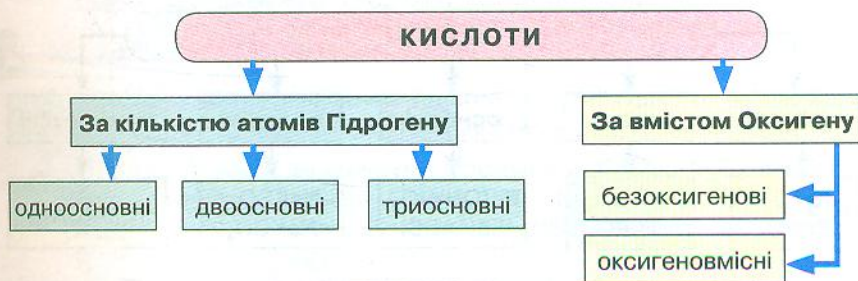 КИСЛОТИ
За кількістю атомів Гідрогену
За вмістом Оксигену
одноосновні
двоосновні
триосновні
безоксигенові
оксигеновмісні